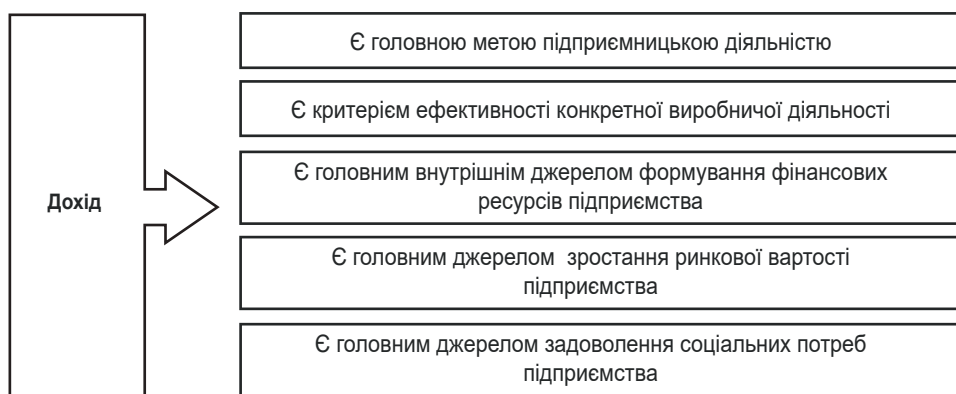 Є головною метою підприємницькою діяльністю
Є критерієм ефективності конкретної виробничої діяльності
Є головним внутрішнім джерелом формування фінансових
ресурсів підприємства
Дохід
Є головним джерелом зростання ринкової вартості
підприємства
Є головним джерелом задоволення соціальних потреб
підприємства